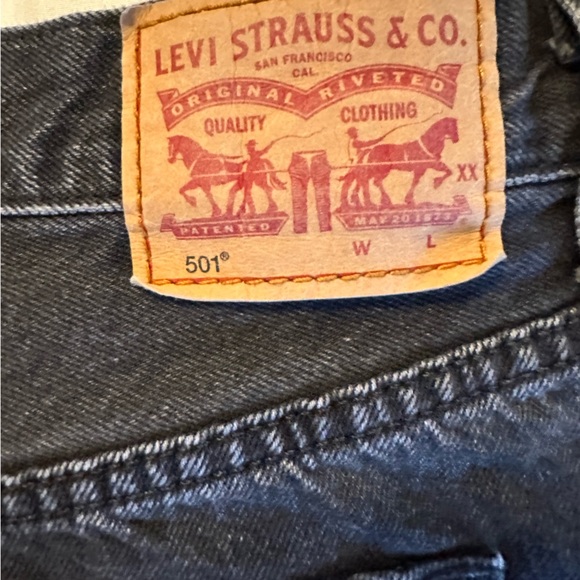 LEVI STRAUSS & CO.
SAN FRANCISCO
CAL.
ORIGINAL RIVETED
QUALITY CLOTHING
XX
PATENTED MAY 20 1873
W L
501®